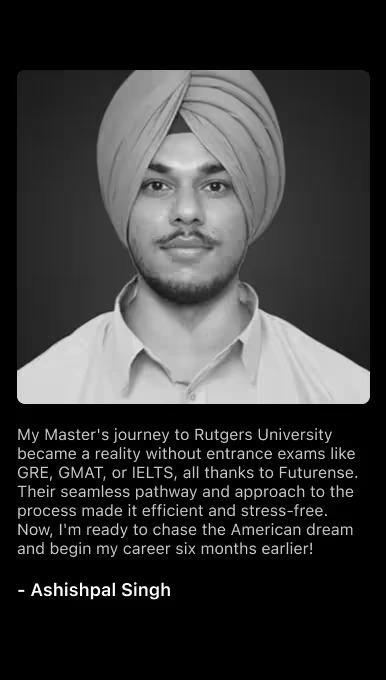 My Master's journey to Rutgers University
became a reality without entrance exams like
GRE, GMAT, or IELTS, all thanks to Futurense.
Their seamless pathway and approach to the
process made it efficient and stress-free.
Now, I'm ready to chase the American dream
and begin my career six months earlier!
- Ashishpal Singh